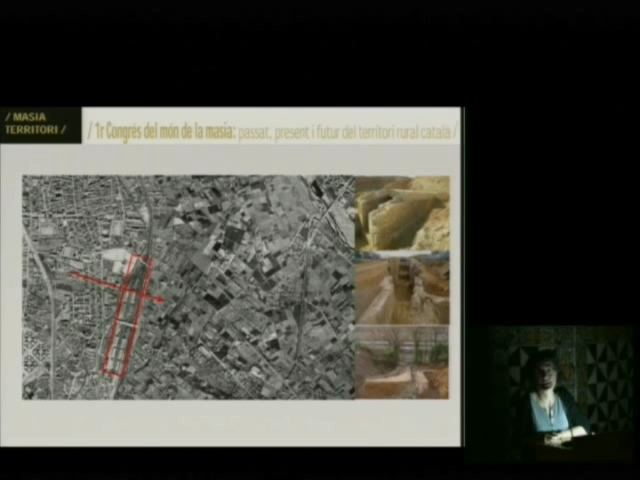 / MASIA
TERRITORI /
/ 1r Congrés del món de la masia: passat, present i futur del territori rural català /